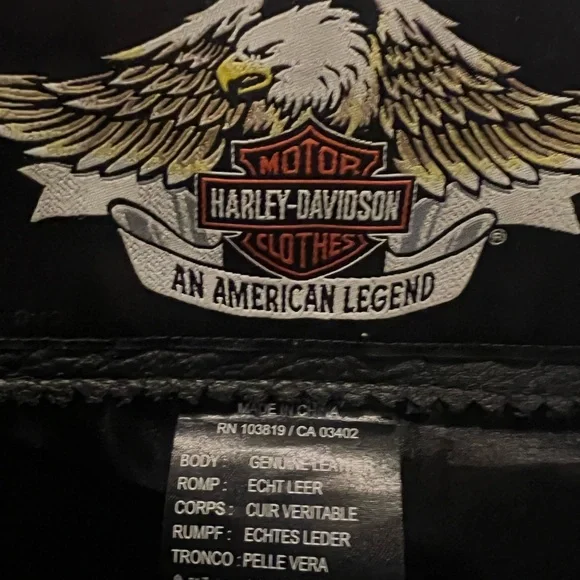 MOTOR
HARLEY-DAVIDSON
CLOTHES
®
AN AMERICAN LEGEND
MADE IN CHINA
RN 103819 / CA 03402
BODY : GENUINE LEATHER
ROMP : ECHT LEER
CORPS : CUIR VERITABLE
RUMPF : ECHTES LEDER
TRONCO : PELLE VERA